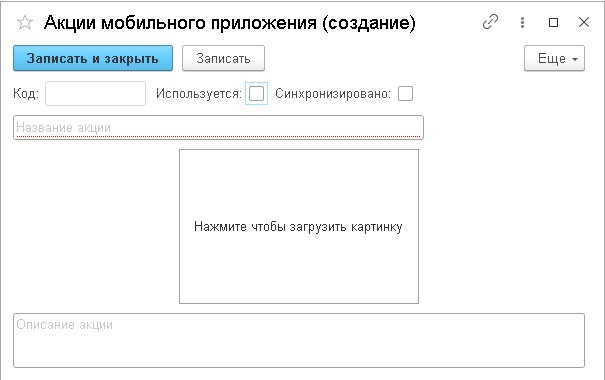 Акции мобильного приложения (создание)
Записать и закрыть Записать Еще
Код: Используется: Синхронизировано:
Название акции
Нажмите чтобы загрузить картинку
Описание акции